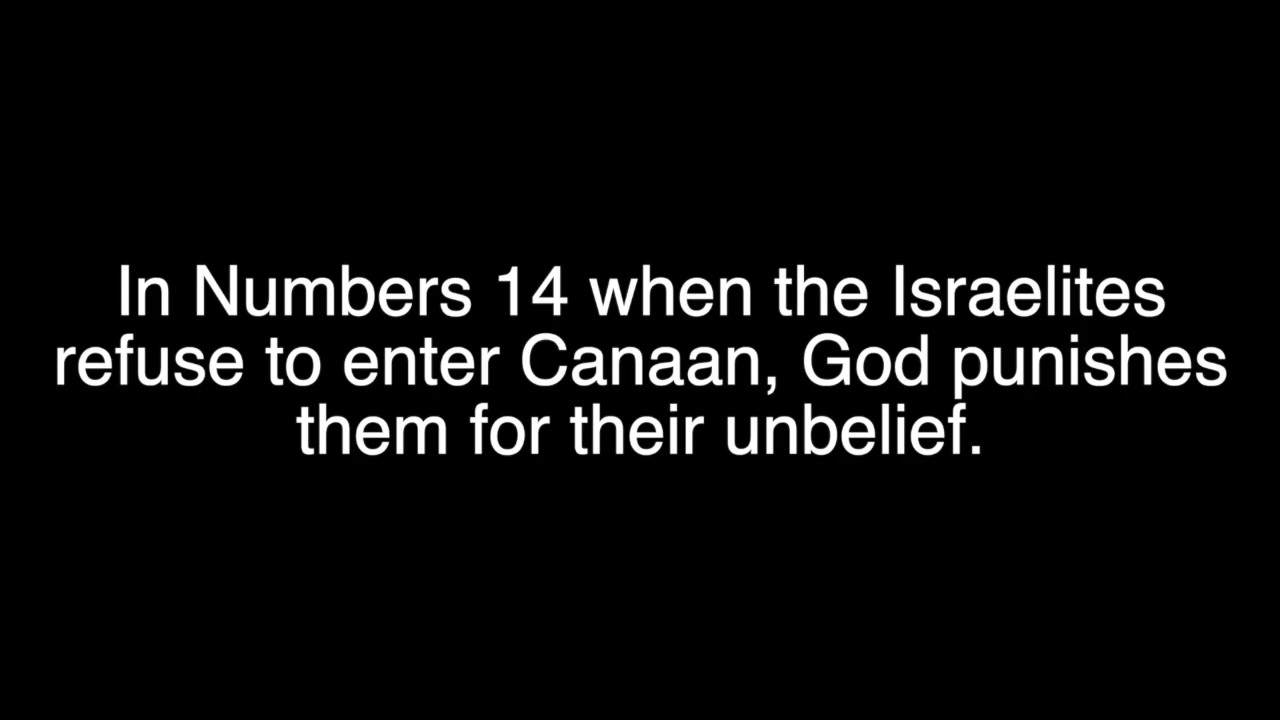 In Numbers 14 when the Israelites
refuse to enter Canaan, God punishes
them for their unbelief.